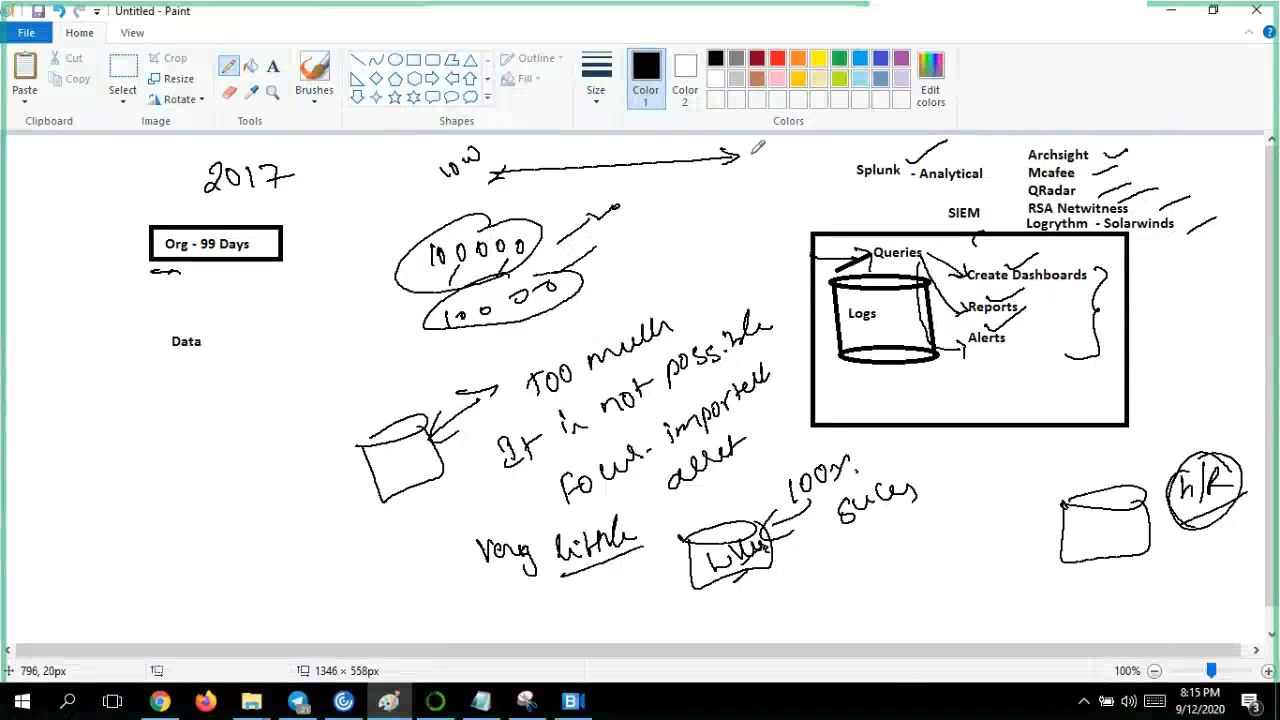 Untitled - Paint
File
Home
View
Cut
Copy
Paste
Clipboard
Select
Crop
Resize
Rotate
Image
Tools
A
Brushes
Outline
Fill
Shapes
Size
Color 1
Color 2
Edit colors
Colors
2017
Org - 99 Days
Data
100000
Too much
It is not possible
Focus - important
asset
very little
100%
Splunk
- Analytical
Archsight
Mcafee
QRadar
RSA Netwitness
Logrythm - Solarwinds
SIEM
Queries
Logs
Create Dashboards
Reports
Alerts
796, 20px
1346 × 558px
100%
8:15 PM
9/12/2020